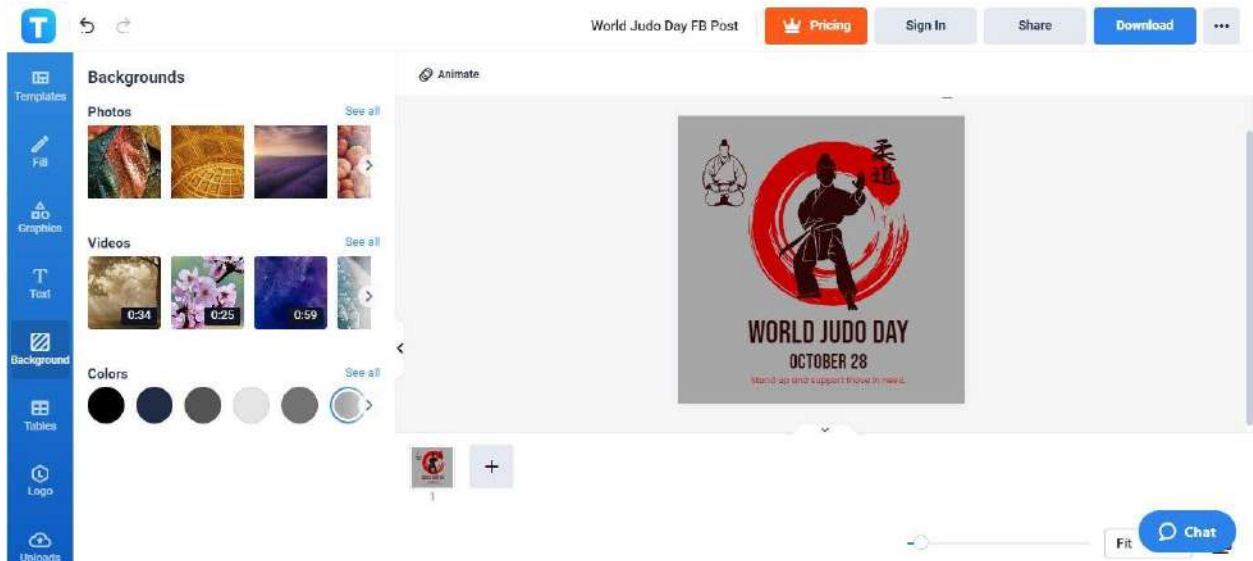 T
World Judo Day FB Post
Pricing
Sign In
Share
Download
Templates
Fill
Graphics
Text
Background
Tables
Logo
Uploads
Backgrounds
Photos
See all
Videos
See all
0:34
0:25
0:59
Colors
See all
Animate
柔道
WORLD JUDO DAY
OCTOBER 28
Stand up and support those in need.
1
Fit
Chat